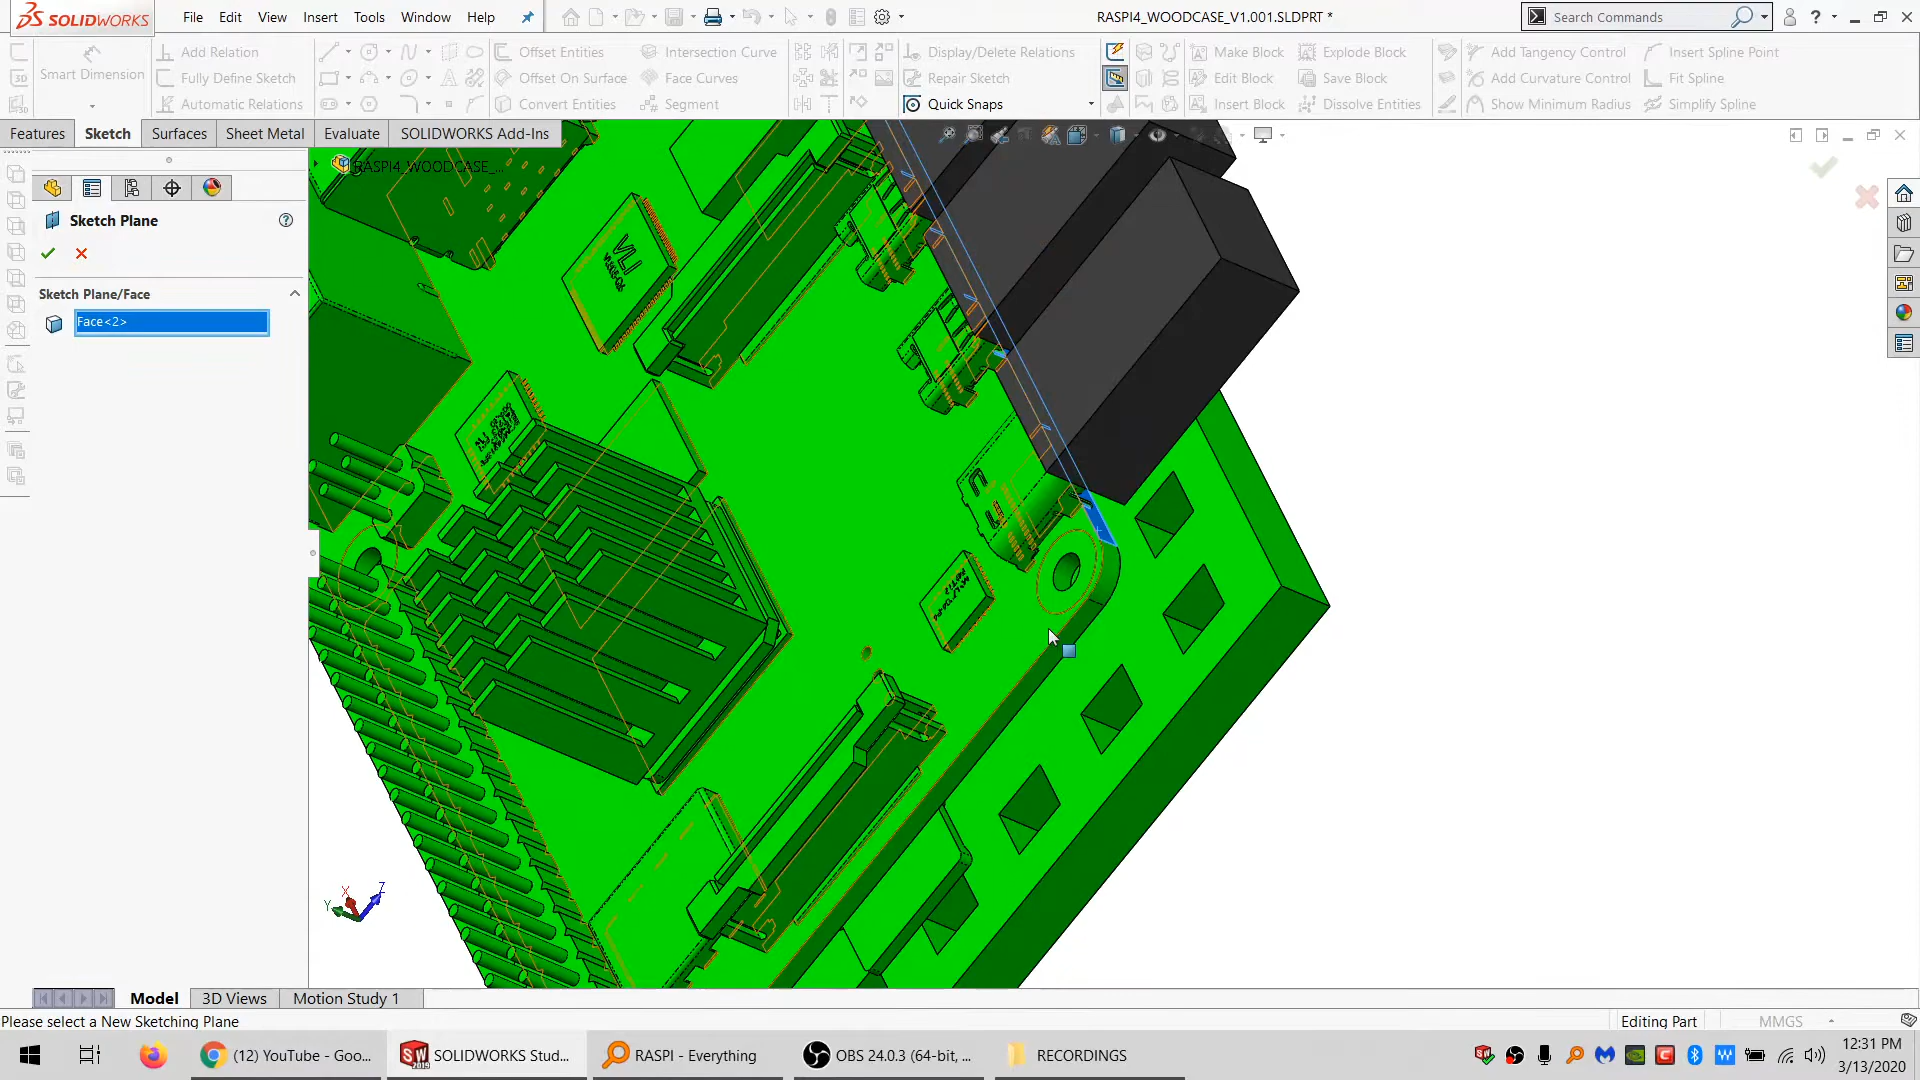 SOLIDWORKS
File Edit View Insert Tools Window Help
RASPI4_WOODCASE_V1.001.SLDPRT *
Search Commands
Smart Dimension
Add Relation
Fully Define Sketch
Automatic Relations
Offset Entities
Offset On Surface
Convert Entities
Intersection Curve
Face Curves
Segment
Display/Delete Relations
Repair Sketch
Quick Snaps
Make Block
Edit Block
Insert Block
Explode Block
Save Block
Dissolve Entities
Add Tangency Control
Add Curvature Control
Show Minimum Radius
Insert Spline Point
Fit Spline
Simplify Spline
Features Sketch Surfaces Sheet Metal Evaluate SOLIDWORKS Add-Ins
RASPI4_WOODCASE_...
Sketch Plane
Sketch Plane/Face
Face<2>
VLI
X
Y
Z
Model 3D Views Motion Study 1
Please select a New Sketching Plane
Editing Part
MMGS
(12) YouTube - Goo...
SOLIDWORKS Stud...
RASPI - Everything
OBS 24.0.3 (64-bit, ...
RECORDINGS
12:31 PM
3/13/2020